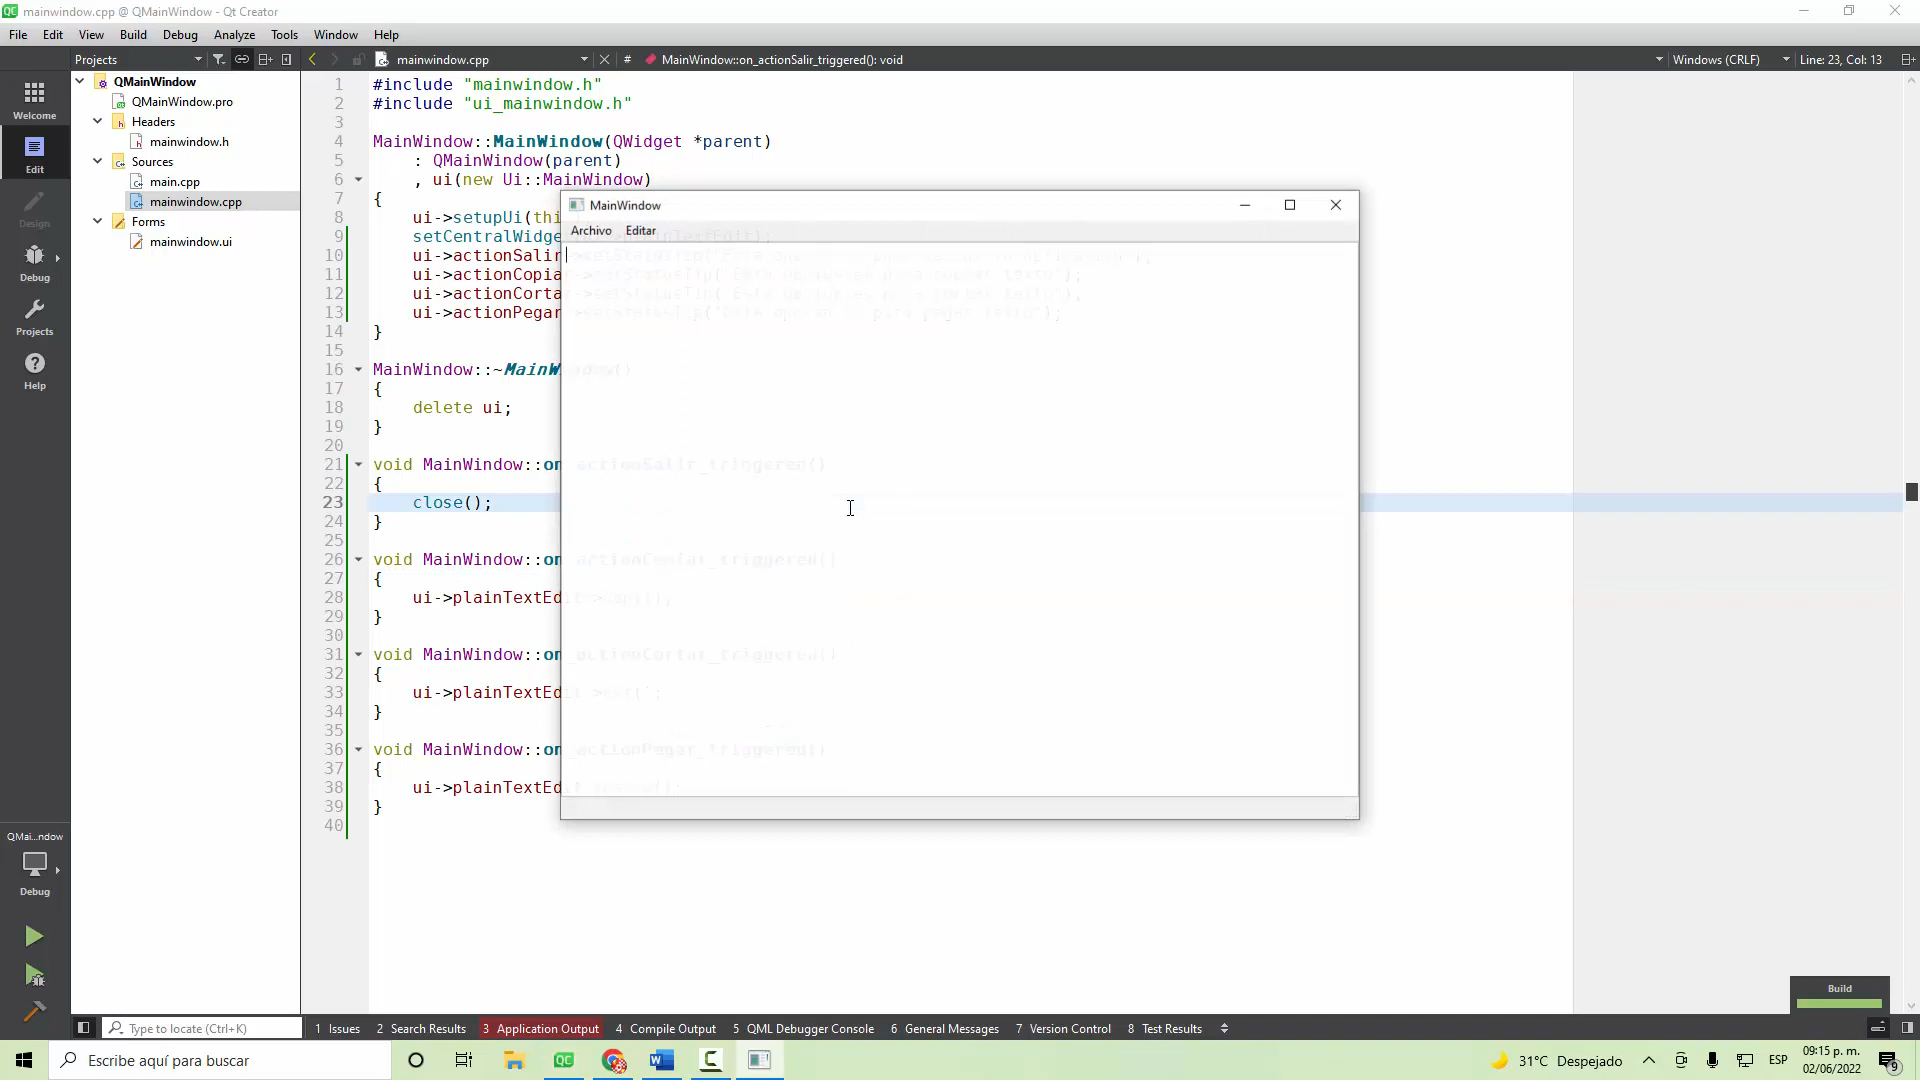 mainwindow.cpp @ QMainWindow - Qt Creator
File Edit View Build Debug Analyze Tools Window Help
Projects mainwindow.cpp # MainWindow::on_actionSalir_triggered(): void Windows (CRLF) Line: 23, Col: 13
Welcome
Edit
Design
Debug
Projects
Help
QMainWindow
QMainWindow.pro
Headers
mainwindow.h
Sources
main.cpp
mainwindow.cpp
Forms
mainwindow.ui
1 #include "mainwindow.h"
2 #include "ui_mainwindow.h"
3
4 MainWindow::MainWindow(QWidget *parent)
5 : QMainWindow(parent)
6 , ui(new Ui::MainWindow)
7 {
8 ui->setupUi(thi
9 setCentralWidge
10 ui->actionSalir
11 ui->actionCopia
12 ui->actionCorta
13 ui->actionPegar
14 }
15
16 MainWindow::~MainW
17 {
18 delete ui;
19 }
20
21 void MainWindow::on_actionSalir_triggered()
22 {
23 close();
24 }
25
26 void MainWindow::on_actionCopiar_triggered()
27 {
28 ui->plainTextEd
29 }
30
31 void MainWindow::on_actionCortar_triggered()
32 {
33 ui->plainTextEd
34 }
35
36 void MainWindow::on_actionPegar_triggered()
37 {
38 ui->plainTextEd
39 }
40
MainWindow
Archivo Editar
QMai...ndow
Debug
Build
Type to locate (Ctrl+K) 1 Issues 2 Search Results 3 Application Output 4 Compile Output 5 QML Debugger Console 6 General Messages 7 Version Control 8 Test Results
Escribe aquí para buscar
31°C Despejado ESP
09:15 p. m.
02/06/2022
9